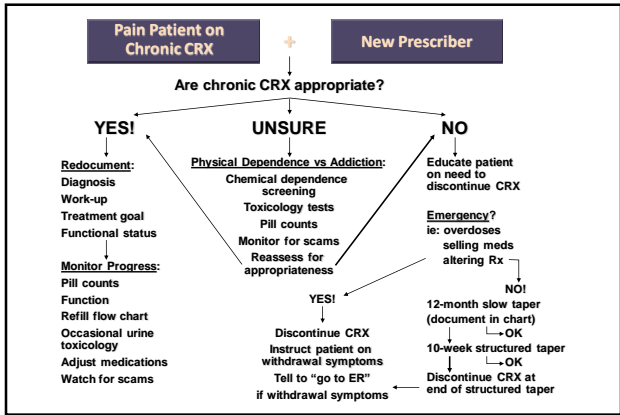 Pain Patient on
Chronic CRX
+
New Prescriber
Are chronic CRX appropriate?
YES!
Redocument:
Diagnosis
Work-up
Treatment goal
Functional status
Monitor Progress:
Pill counts
Function
Refill flow chart
Occasional urine
toxicology
Adjust medications
Watch for scams
UNSURE
Physical Dependence vs Addiction:
Chemical dependence
screening
Toxicology tests
Pill counts
Monitor for scams
Reassess for
appropriateness
NO
Educate patient
on need to
discontinue CRX
Emergency?
ie: overdoses
selling meds
altering Rx
YES!
Discontinue CRX
Instruct patient on
withdrawal symptoms
Tell to “go to ER”
if withdrawal symptoms
NO!
12-month slow taper
(document in chart)
OK
10-week structured taper
OK
Discontinue CRX at
end of structured taper